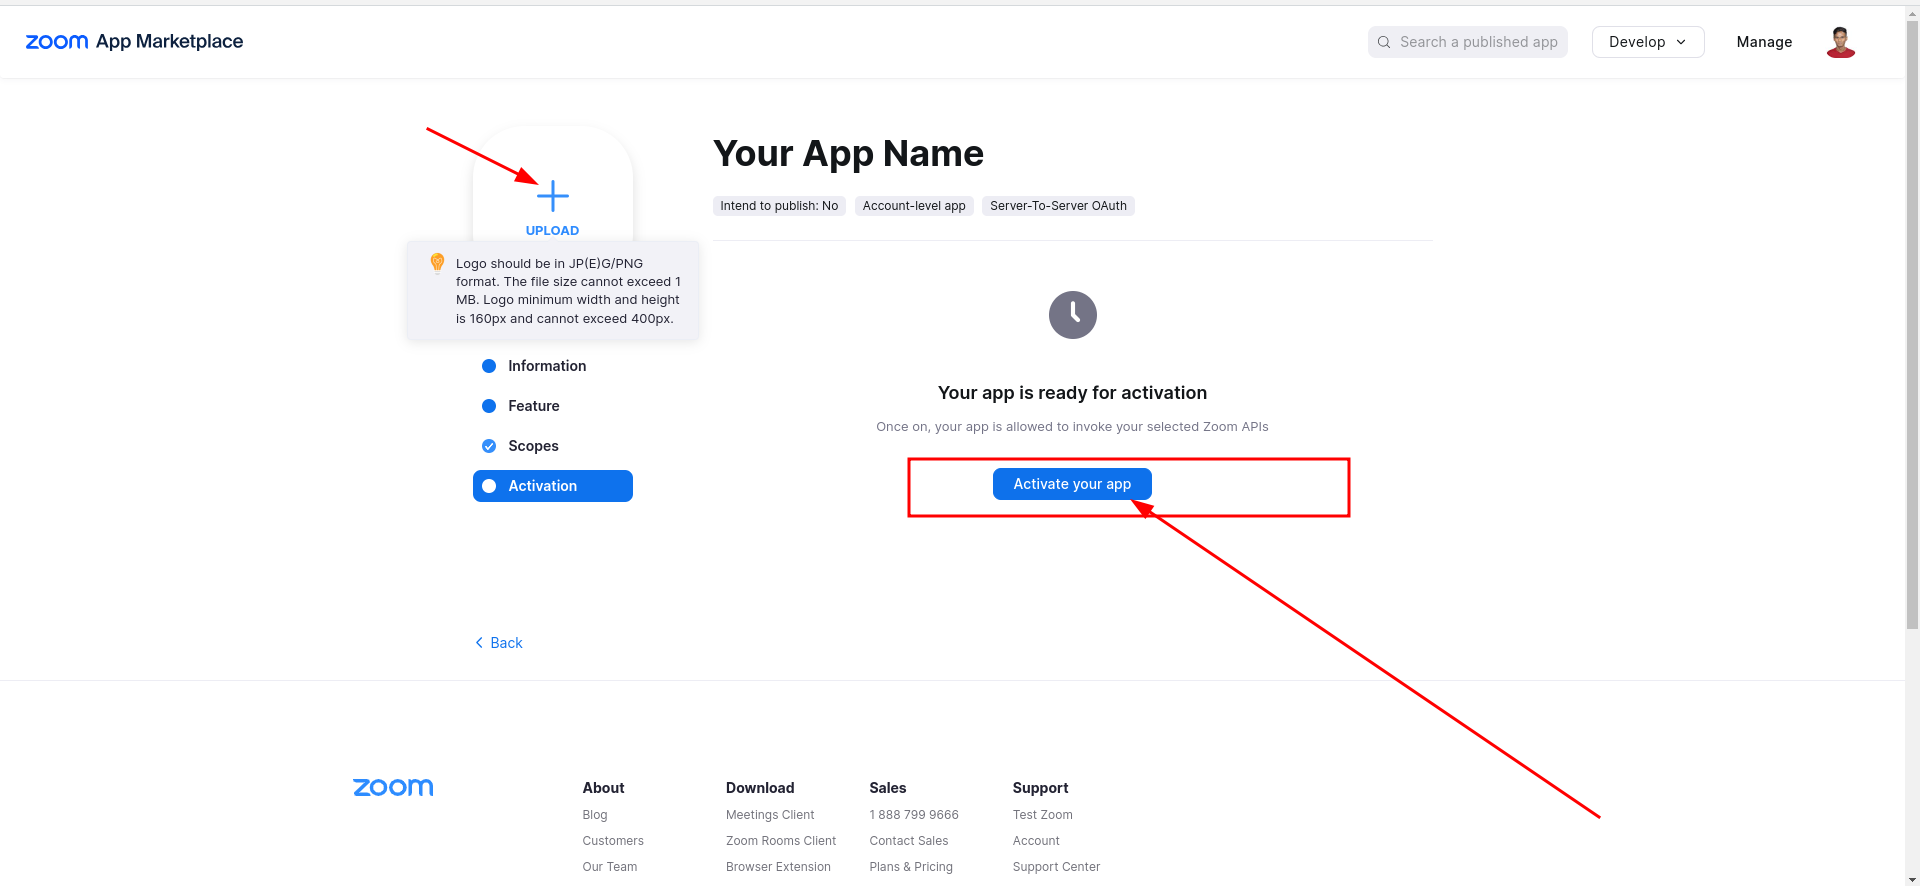 zoom App Marketplace
Search a published app
Develop
Manage
UPLOAD
Logo should be in JP(E)G/PNG
format. The file size cannot exceed 1
MB. Logo minimum width and height
is 160px and cannot exceed 400px.
Information
Feature
Scopes
Activation
Back
Your App Name
Intend to publish: No
Account-level app
Server-To-Server OAuth
Your app is ready for activation
Once on, your app is allowed to invoke your selected Zoom APIs
Activate your app
zoom
About
Blog
Customers
Our Team
Download
Meetings Client
Zoom Rooms Client
Browser Extension
Sales
1 888 799 9666
Contact Sales
Plans & Pricing
Support
Test Zoom
Account
Support Center